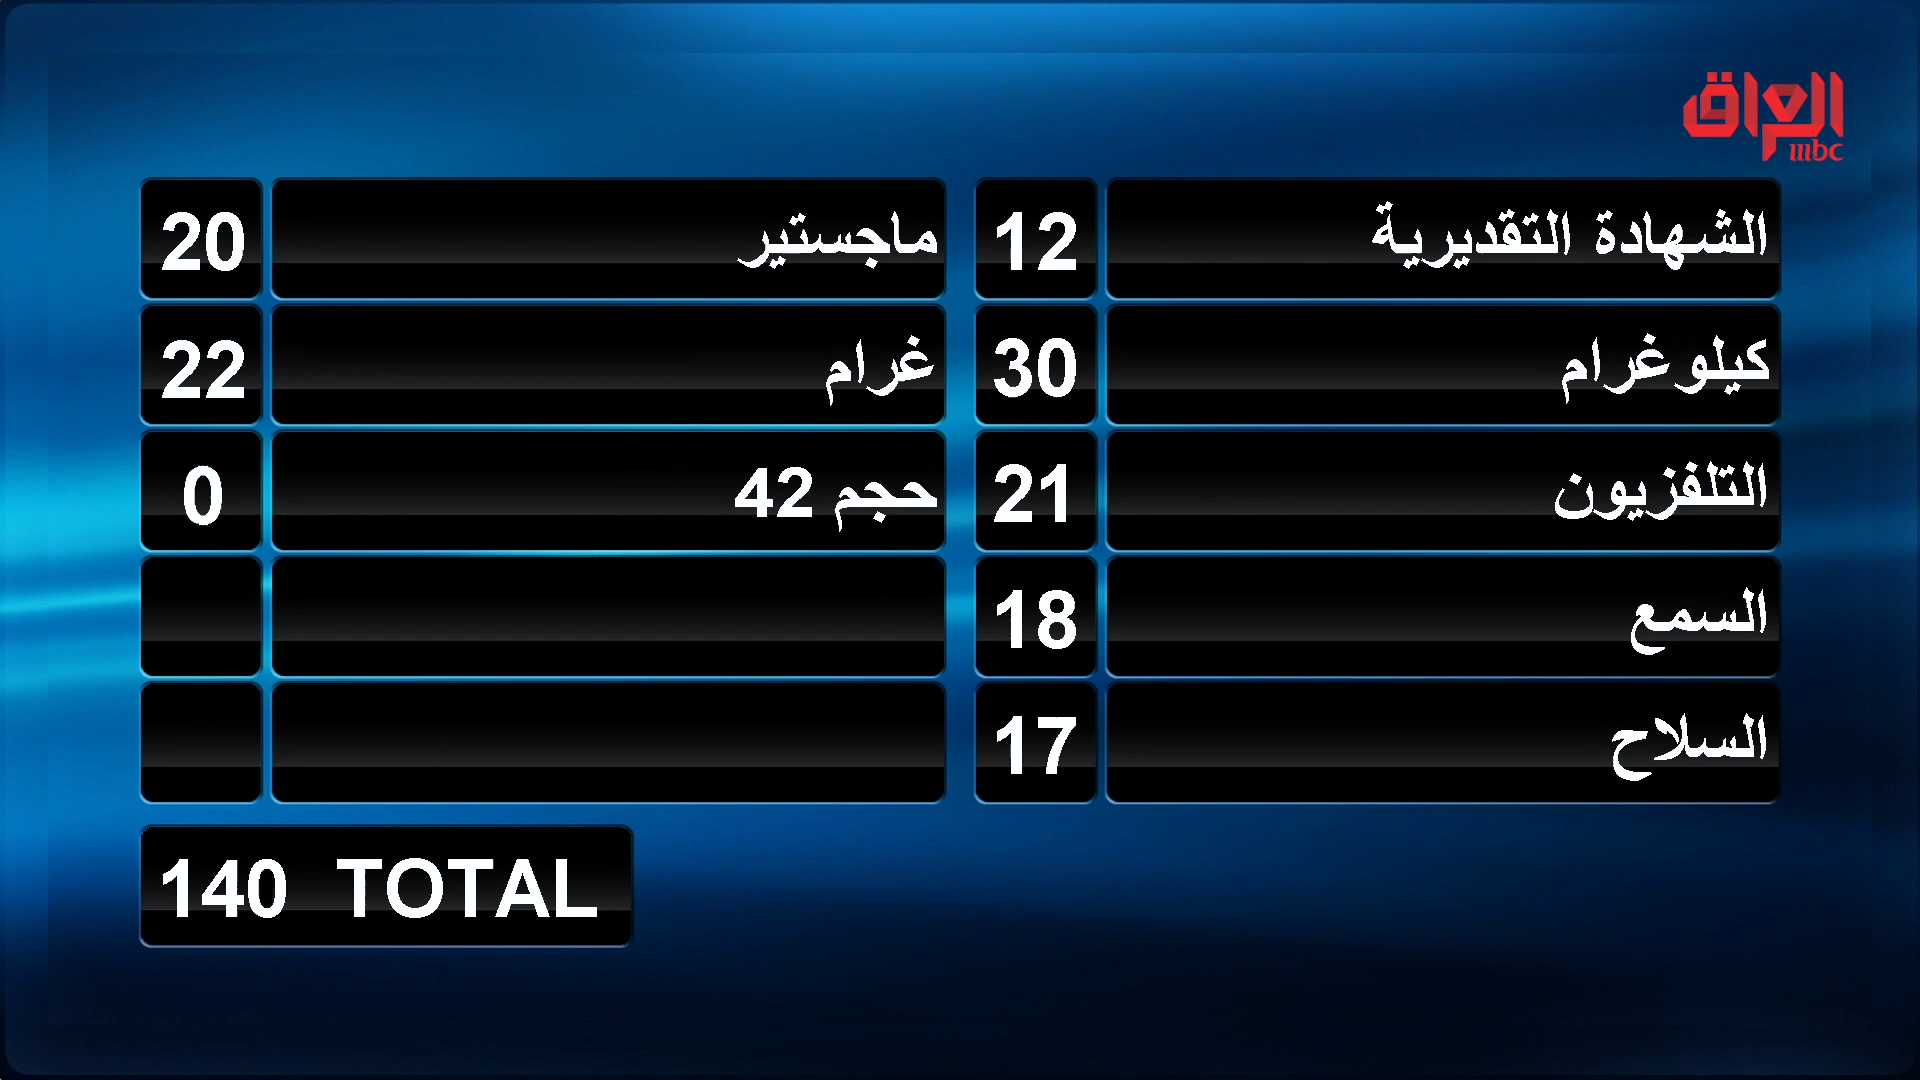 العراق
mbc
الشهادة التقديرية 12
كيلوغرام 30
التلفزيون 21
السمع 18
السلاح 17
ماجستير 20
غرام 22
حجم 42 0
140 TOTAL